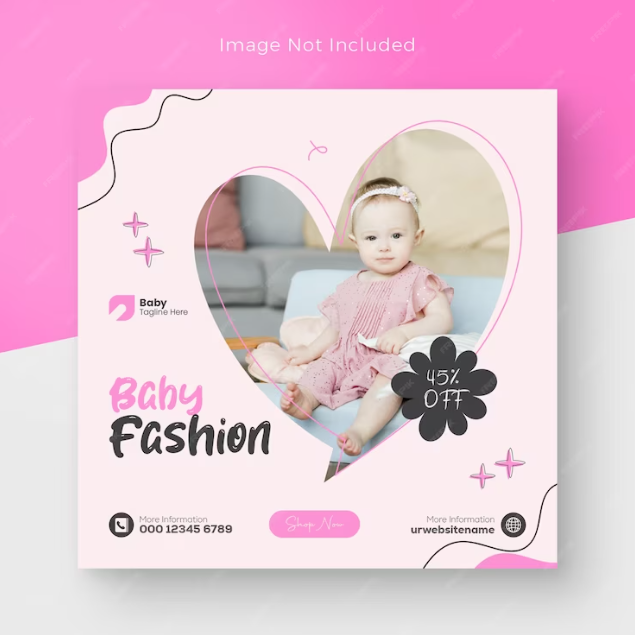 Image Not Included
Baby
Tagline Here
45%
OFF
Baby
Fashion
More Information
000 12345 6789
Shop Now
More Information
urwebsitename